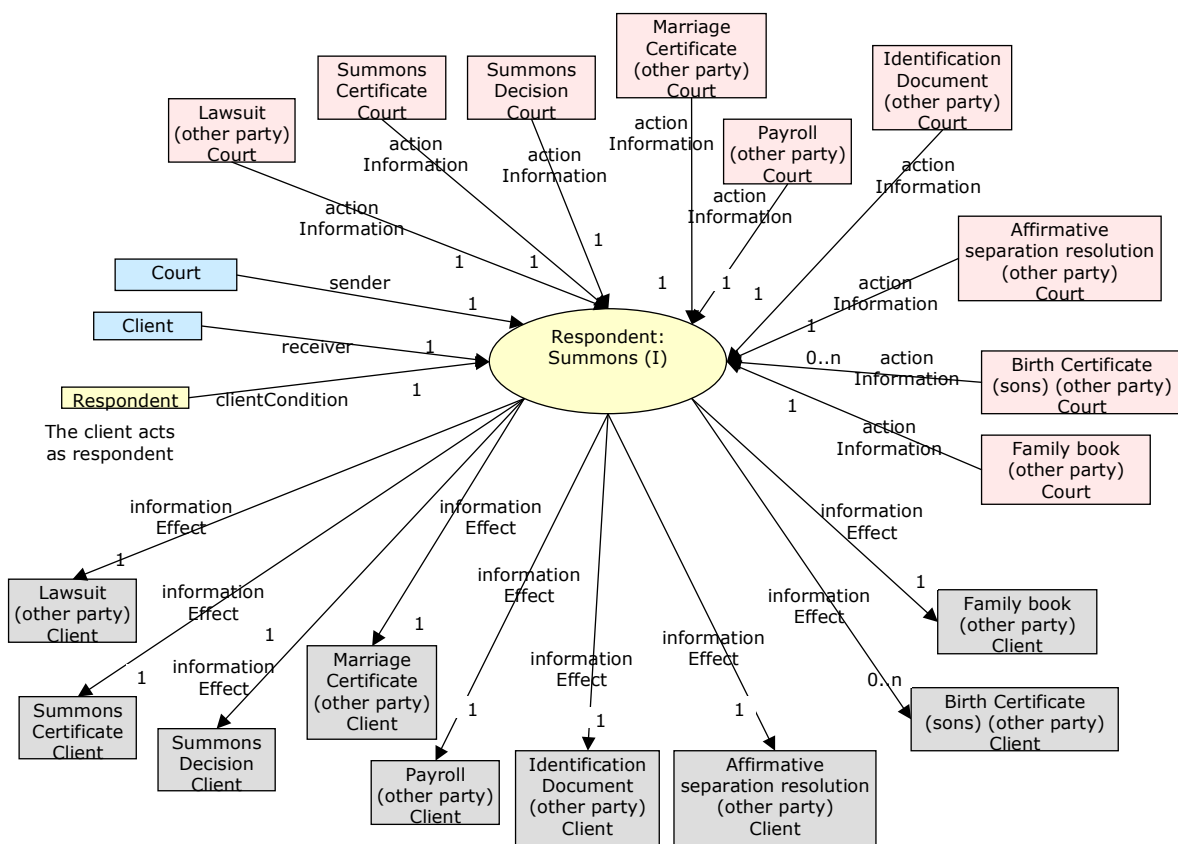 Marriage
Certificate
(other party)
Court
Identification
Document
(other party)
Court
Summons
Certificate
Court
Summons
Decision
Court
Lawsuit
(other party)
Court
Payroll
(other party)
Court
action
Information
action
Information
action
Information
action
Information
action
Information
action
Information
Affirmative
separation resolution
(other party)
Court
action
Information
1
1
1
1
1
1
1
Court
sender
1
Client
receiver
1
Respondent:
Summons (I)
0..n
action
Information
Birth Certificate
(sons) (other party)
Court
Respondent
clientCondition
1
The client acts
as respondent
1
action
Information
Family book
(other party)
Court
information
Effect
information
Effect
information
Effect
1
Lawsuit
(other party)
Client
information
Effect
information
Effect
information
Effect
1
Family book
(other party)
Client
1
1
Marriage
Certificate
(other party)
Client
information
Effect
information
Effect
information
Effect
1
Summons
Certificate
Client
0..n
Birth Certificate
(sons) (other party)
Client
Summons
Decision
Client
1
1
1
Payroll
(other party)
Client
Identification
Document
(other party)
Client
Affirmative
separation resolution
(other party)
Client